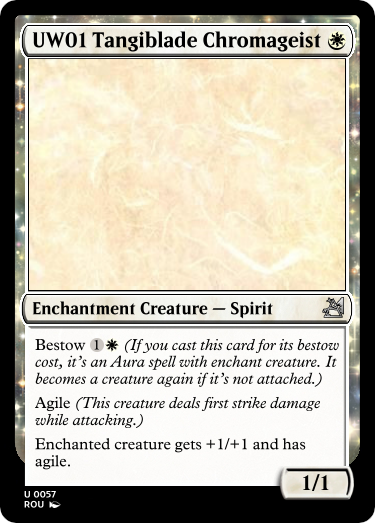 UW01 Tangiblade Chromageist
Enchantment Creature — Spirit
Bestow 1 (If you cast this card for its bestow
cost, it's an Aura spell with enchant creature. It
becomes a creature again if it's not attached.)
Agile (This creature deals first strike damage
while attacking.)
Enchanted creature gets +1/+1 and has
agile.
1/1
U 0057
ROU